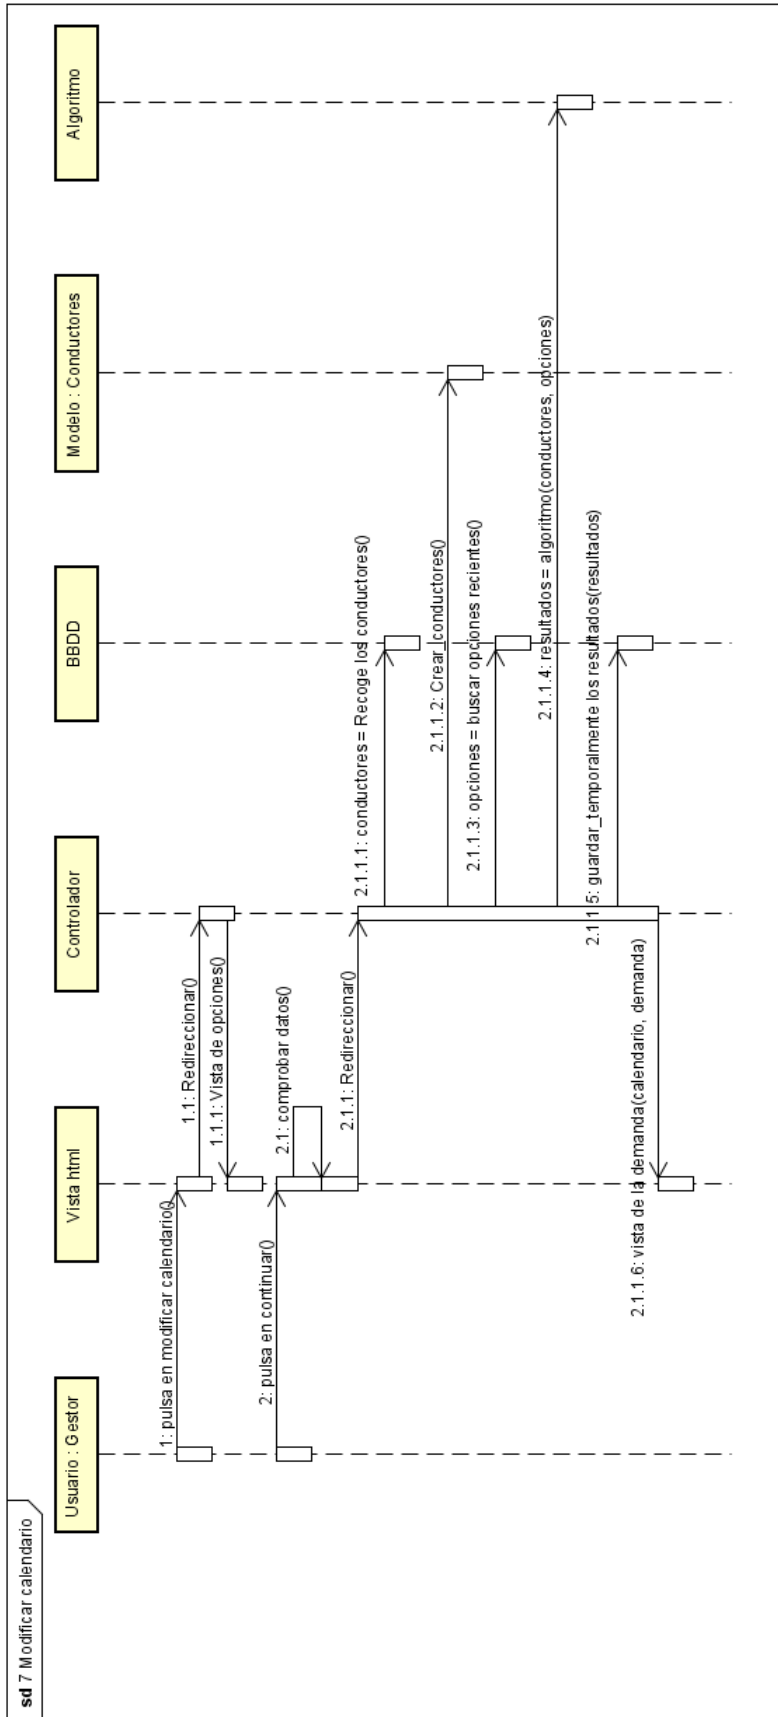 sd 7 Modificar calendario
Usuario : Gestor
Vista html
Controlador
BBDD
Modelo : Conductores
Algoritmo
1: pulsa en modificar calendario()
1.1: Redireccionar()
1.1.1: Vista de opciones()
2: pulsa en continuar()
2.1: comprobar datos()
2.1.1: Redireccionar()
2.1.1.1: conductores = Recoge los conductores()
2.1.1.2: Crear_conductores()
2.1.1.3: opciones = buscar opciones recientes()
2.1.1.4: resultados = algoritmo(conductores, opciones)
2.1.1.5: guardar_temporalmente los resultados(resultados)
2.1.1.6: vista de la demanda(calendario, demanda)